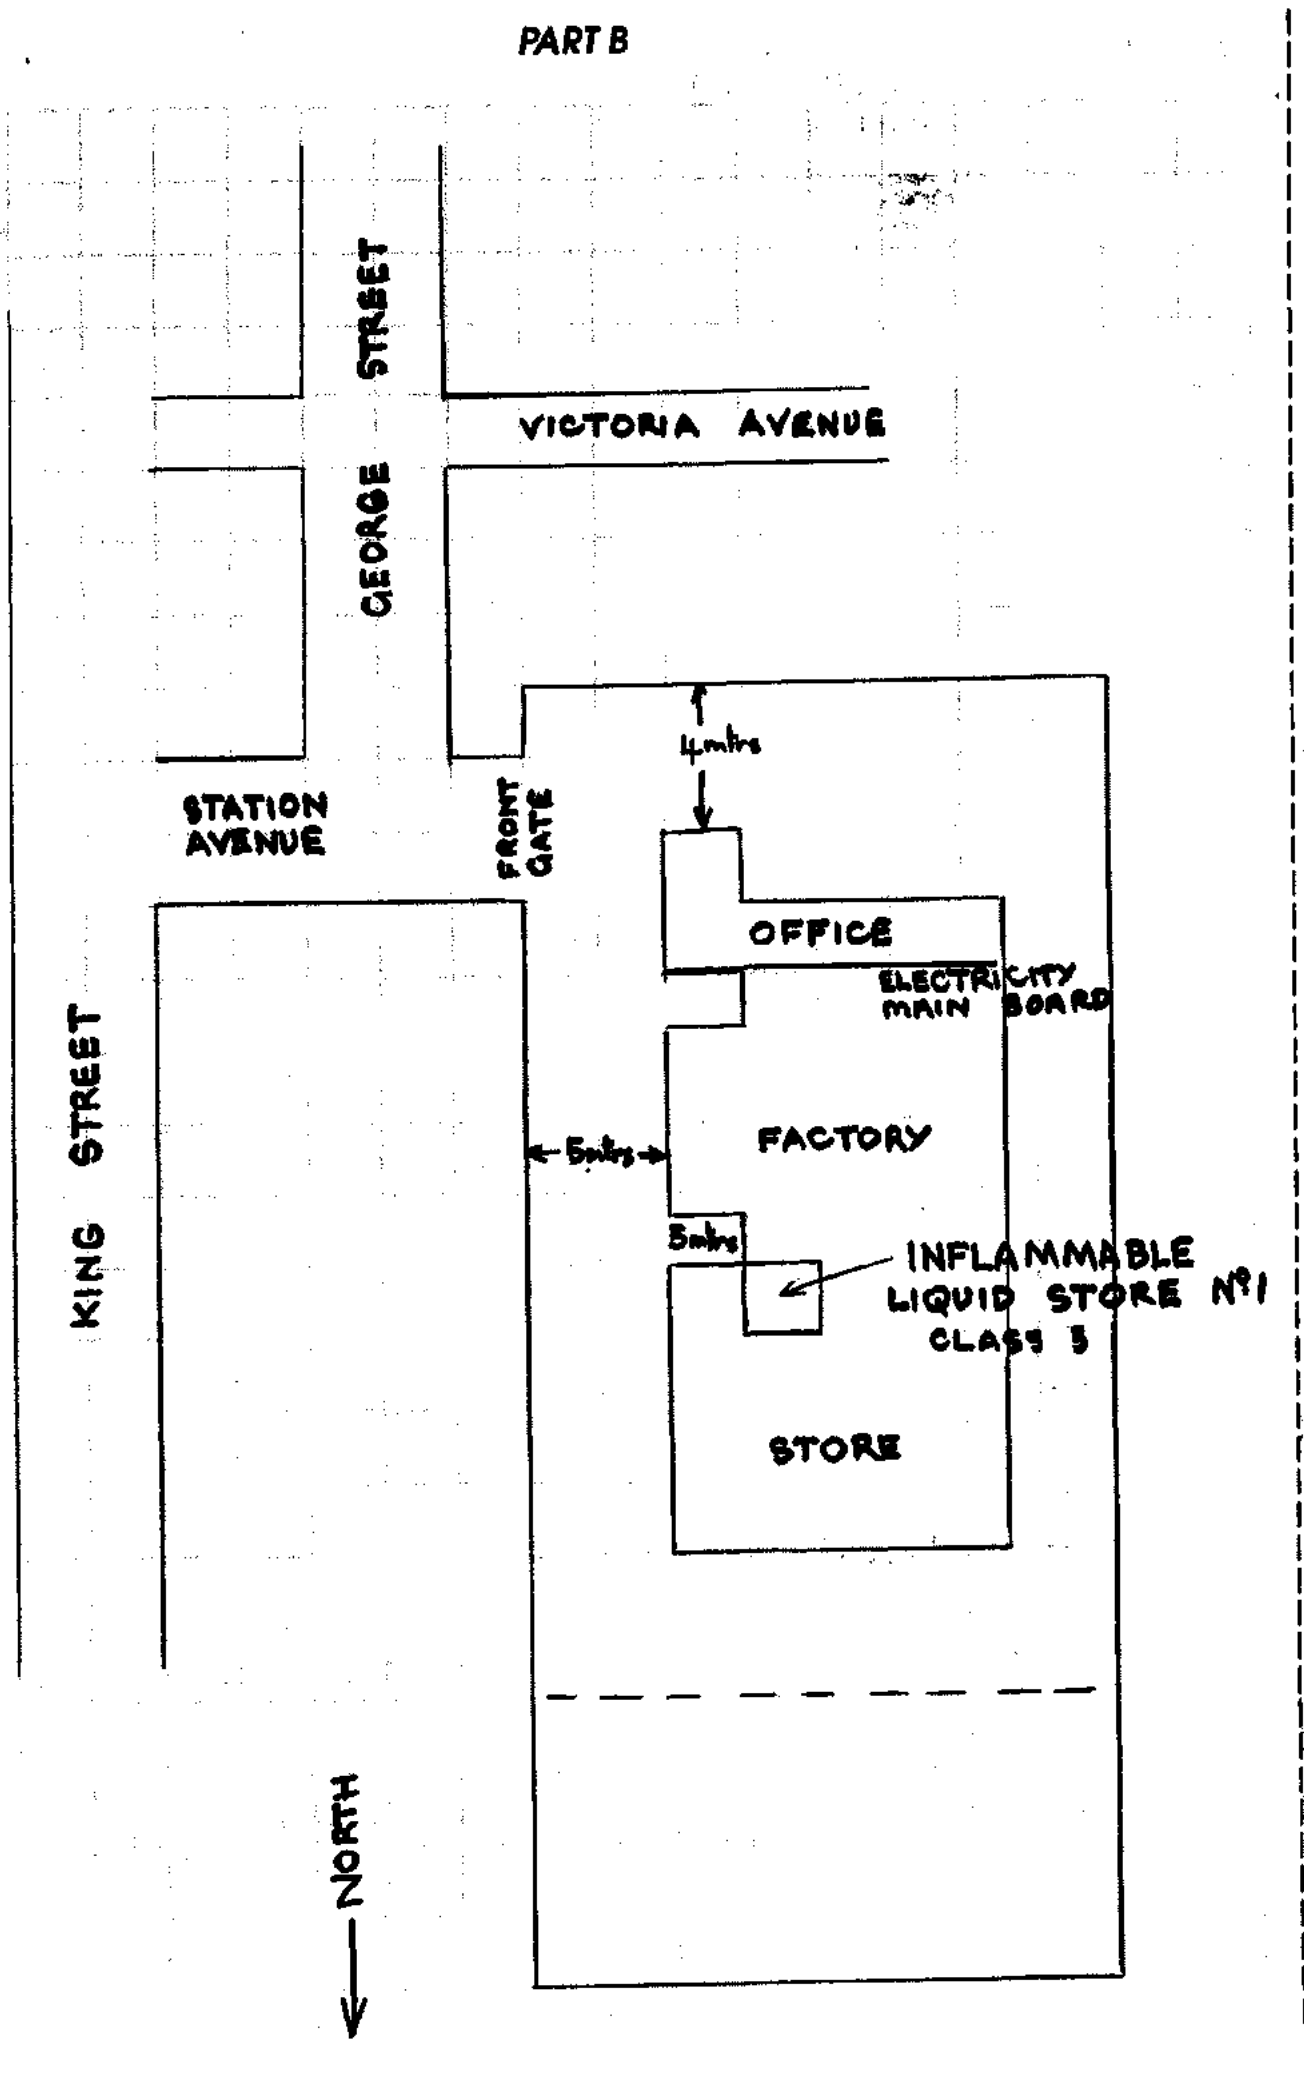 PART B
GEORGE STREET
VICTORIA AVENUE
4 mtrs
STATION
AVENUE
FRONT
GATE
OFFICE
ELECTRICITY
MAIN BOARD
KING STREET
FACTORY
5 mtrs
3 mtrs
INFLAMMABLE
LIQUID STORE Nº1
CLASS 3
STORE
NORTH